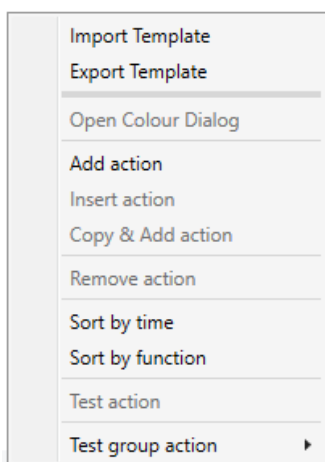 Import Template
Export Template
Open Colour Dialog
Add action
Insert action
Copy & Add action
Remove action
Sort by time
Sort by function
Test action
Test group action